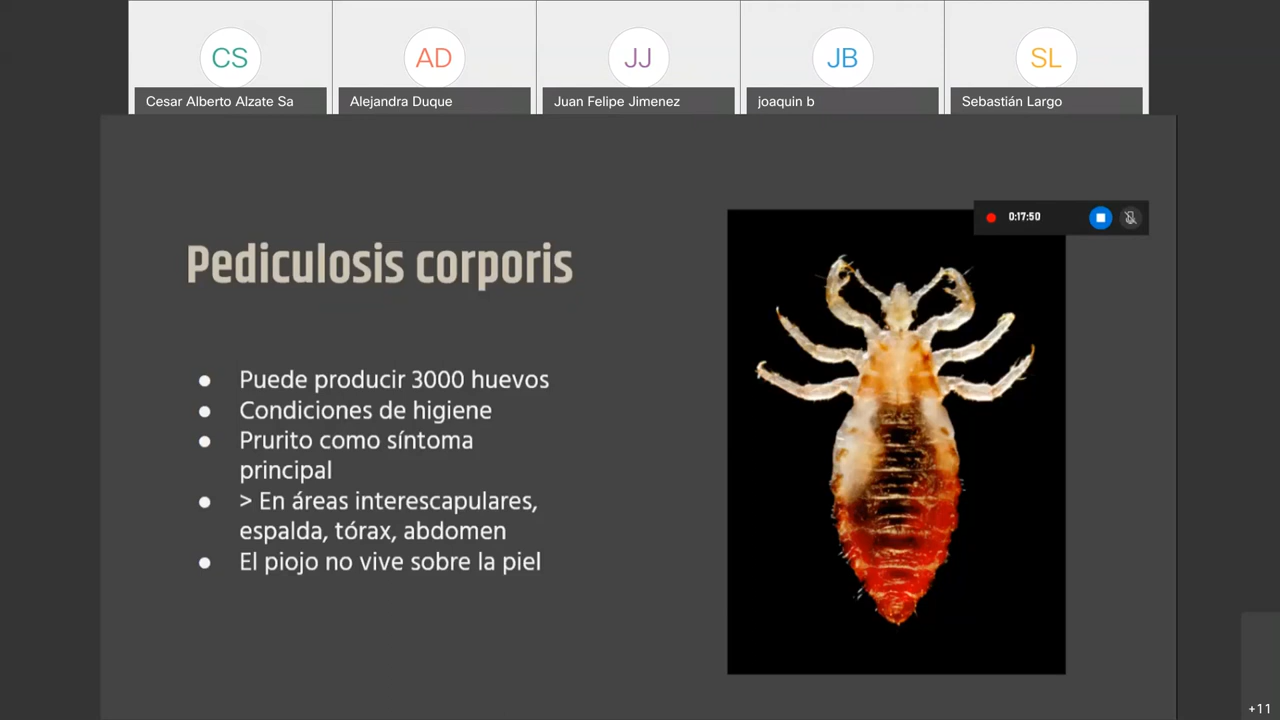 CS
AD
JJ
JB
SL
Cesar Alberto Alzate Sa
Alejandra Duque
Juan Felipe Jimenez
joaquin b
Sebastián Largo
0:17:50
Pediculosis corporis
● Puede producir 3000 huevos
● Condiciones de higiene
● Prurito como síntoma
principal
● > En áreas interescapulares,
espalda, tórax, abdomen
● El piojo no vive sobre la piel
+11